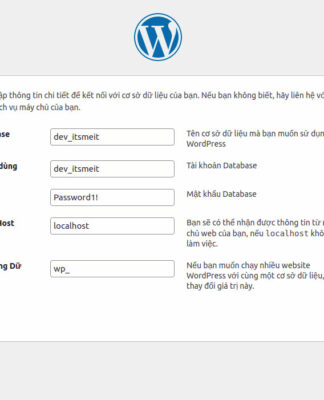 ập thông tin chi tiết để kết nối với cơ sở dữ liệu của bạn. Nếu bạn không biết, hãy liên hệ vớ
ch vụ máy chủ của bạn.
ase dev_itsmeit Tên cơ sở dữ liệu mà bạn muốn sử dụn
WordPress
dùng dev_itsmeit Tài khoản Database
Password1! Mật khẩu Database
Host localhost Bạn sẽ có thể nhận được thông tin từ n
chủ web của bạn, nếu localhost khô
làm việc.
ng Dữ wp_ Nếu bạn muốn chạy nhiều website
WordPress với cùng một cơ sở dữ liệu,
thay đổi giá trị này.